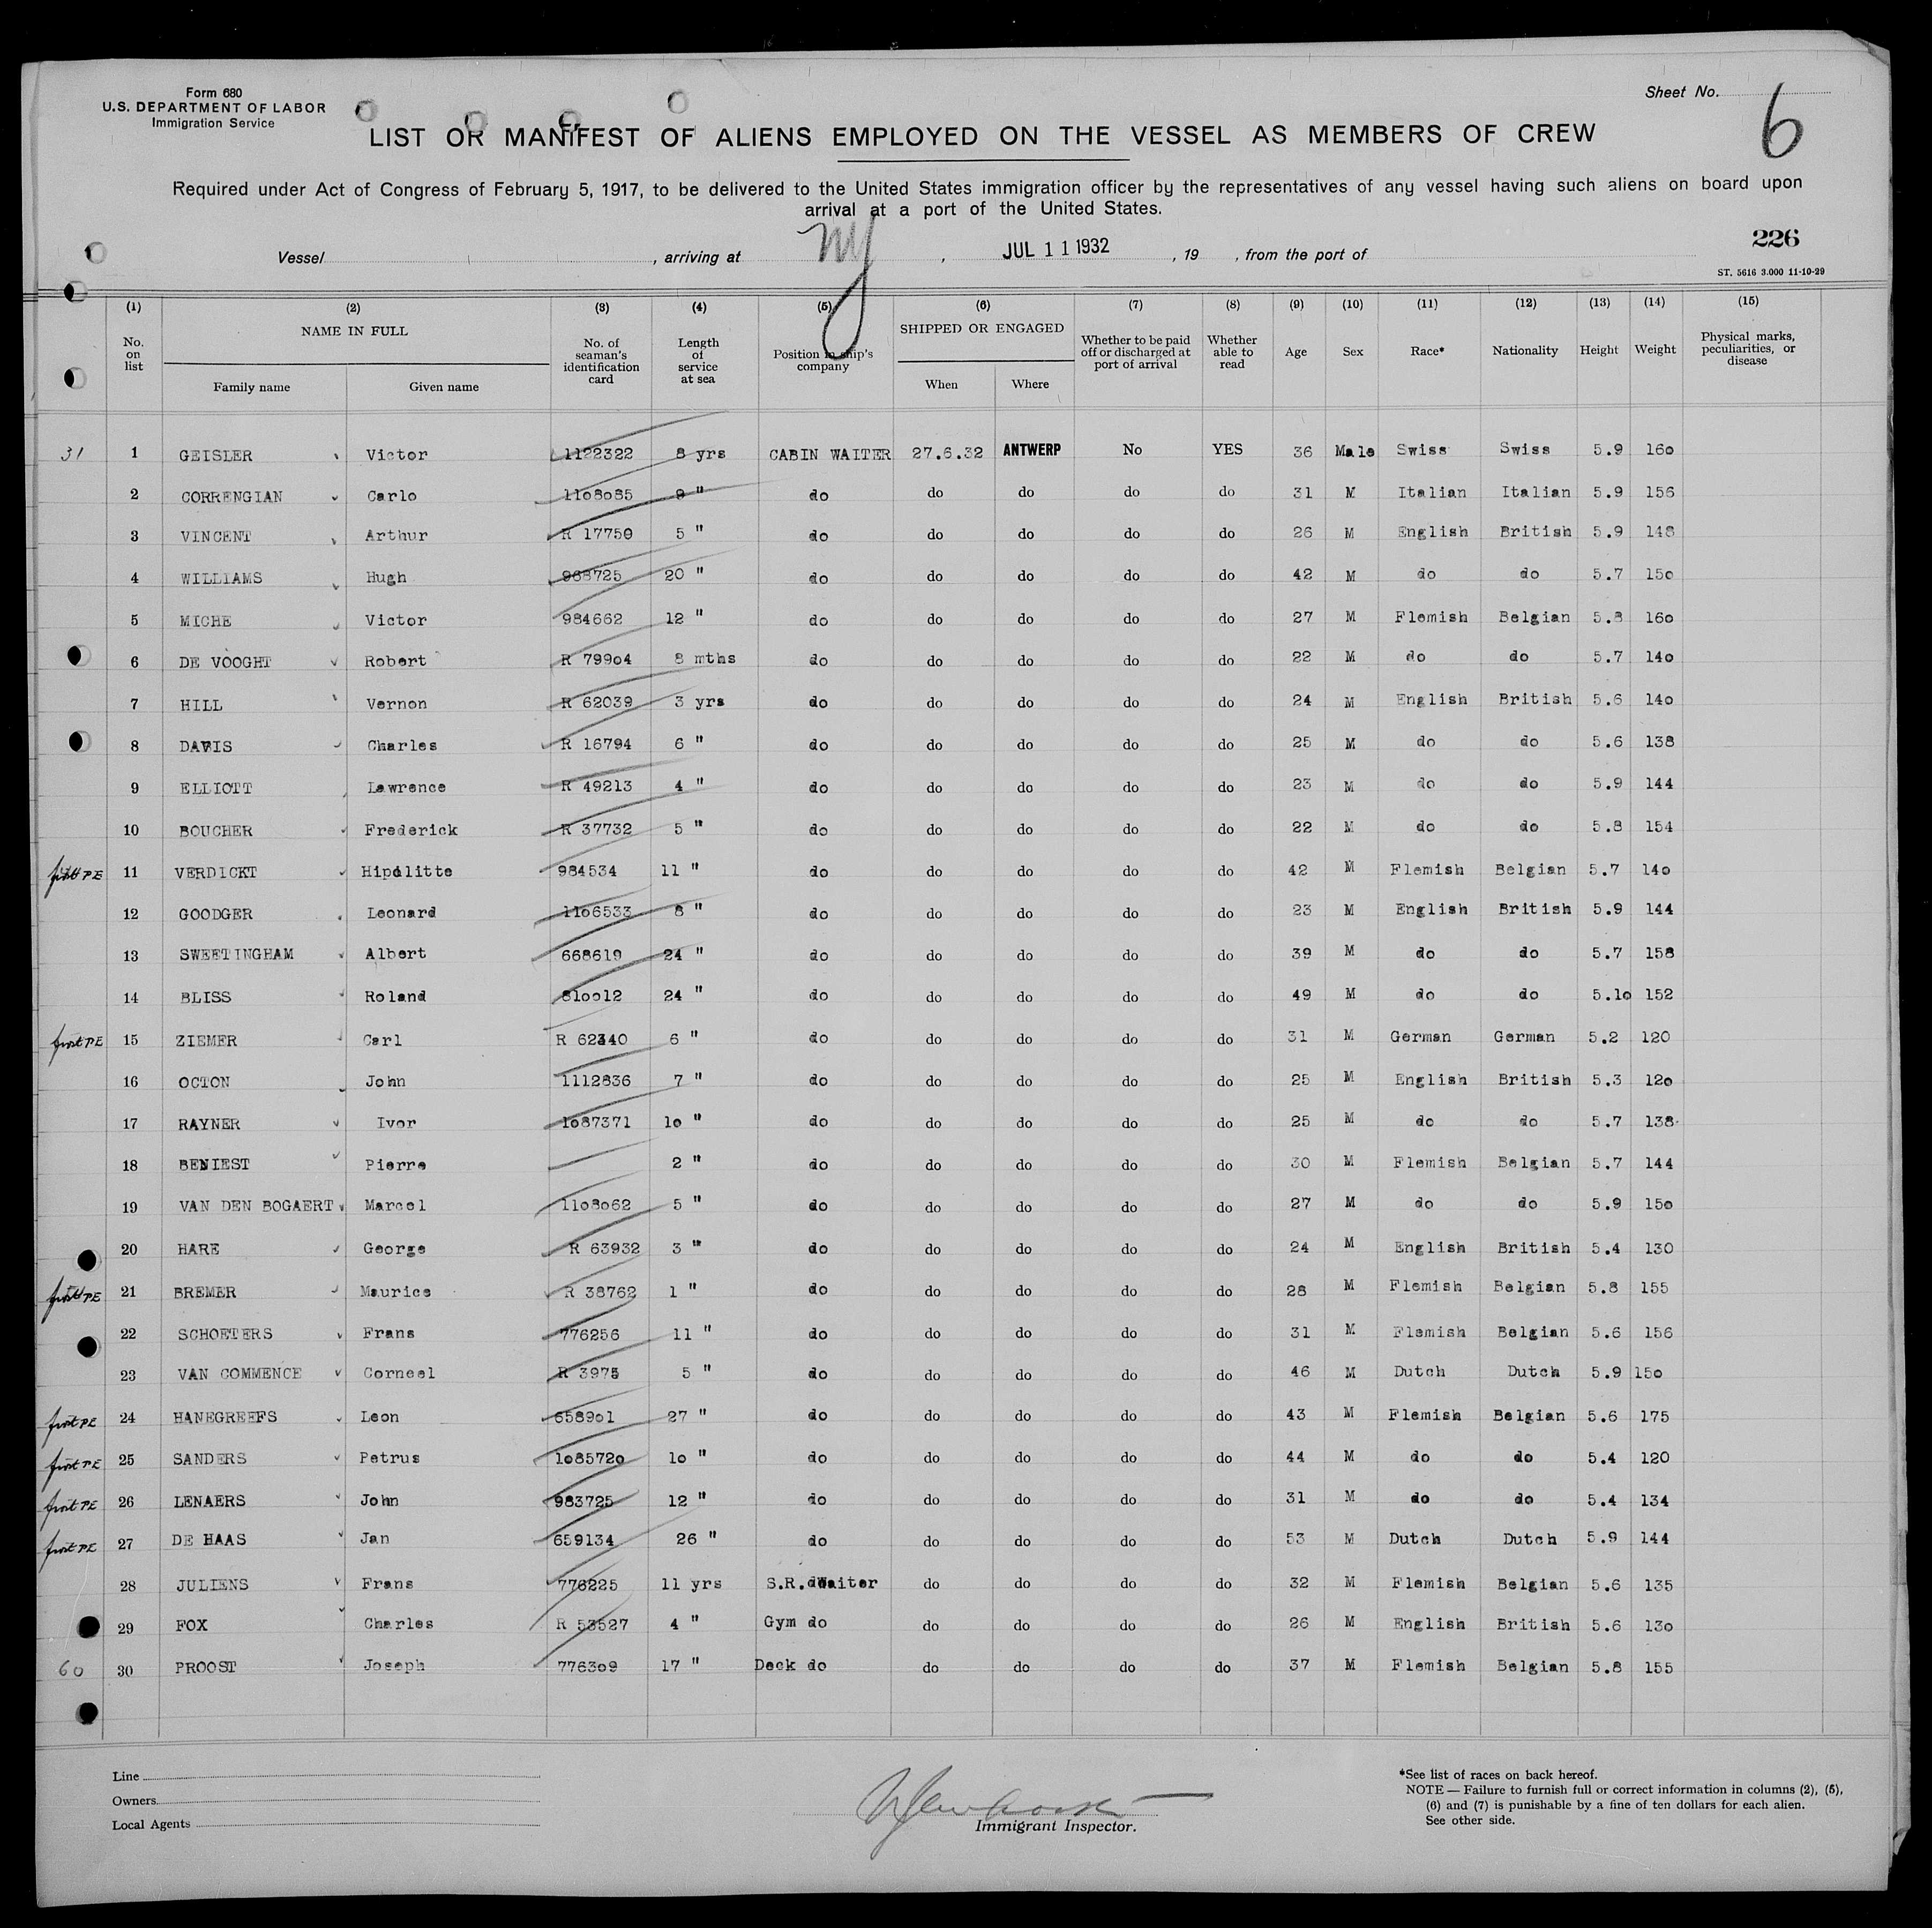 Form 680
U.S. DEPARTMENT OF LABOR
Immigration Service
Sheet No. 6
LIST OR MANIFEST OF ALIENS EMPLOYED ON THE VESSEL AS MEMBERS OF CREW
Required under Act of Congress of February 5, 1917, to be delivered to the United States immigration officer by the representatives of any vessel having such aliens on board upon
arrival at a port of the United States.
226
Vessel , arriving at NY , JUL 11 1932 , 19 , from the port of
ST. 5616 3.000 11-10-29
(1) (2) (3) (4) (5) (6) (7) (8) (9) (10) (11) (12) (13) (14) (15)
No. on list NAME IN FULL Family name Given name No. of seaman's identification card Length of service at sea Position in ship's company SHIPPED OR ENGAGED When Where Whether to be paid off or discharged at port of arrival Whether able to read Age Sex Race* Nationality Height Weight Physical marks, peculiarities, or disease
31 1 GEISLER Victor 1122322 8 yrs CABIN WAITER 27.6.32 ANTWERP No YES 36 Male Swiss Swiss 5.9 160
2 CORRENGIAN Carlo 1108085 9 " do do do do do 31 M Italian Italian 5.9 156
3 VINCENT Arthur R 17750 5 " do do do do do 26 M English British 5.9 148
4 WILLIAMS Hugh 968725 20 " do do do do do 42 M do do 5.7 150
5 MICHE Victor 984662 12 " do do do do do 27 M Flemish Belgian 5.8 160
6 DE VOOGHT Robert R 79904 8 mths do do do do do 22 M do do 5.7 140
7 HILL Vernon R 62039 3 yrs do do do do do 24 M English British 5.6 140
8 DAVIS Charles R 16794 6 " do do do do do 25 M do do 5.6 138
9 ELLIOTT Lawrence R 49213 4 " do do do do do 23 M do do 5.9 144
10 BOUCHER Frederick R 37732 5 " do do do do do 22 M do do 5.8 154
first PE 11 VERDICKT Hipolitte 984534 11 " do do do do do 42 M Flemish Belgian 5.7 140
12 GOODGER Leonard 1106533 8 " do do do do do 23 M English British 5.9 144
13 SWEETINGHAM Albert 668619 24 " do do do do do 39 M do do 5.7 158
14 BLISS Roland 810012 24 " do do do do do 49 M do do 5.10 152
first PE 15 ZIEMER Carl R 62340 6 " do do do do do 31 M German German 5.2 120
16 OCTON John 1112836 7 " do do do do do 25 M English British 5.3 120
17 RAYNER Ivor 1087371 10 " do do do do do 25 M do do 5.7 138
18 BENIEST Pierre 2 " do do do do do 30 M Flemish Belgian 5.7 144
19 VAN DEN BOGAERT Marcel 1108062 5 " do do do do do 27 M do do 5.9 150
20 HARE George R 63932 3 " do do do do do 24 M English British 5.4 130
first PE 21 BREMER Maurice R 38762 1 " do do do do do 28 M Flemish Belgian 5.8 155
22 SCHOETERS Frans 776256 11 " do do do do do 31 M Flemish Belgian 5.6 156
23 VAN COMMENCE Corneel R 3975 5 " do do do do do 46 M Dutch Dutch 5.9 150
first PE 24 HANEGREEFS Leon 658901 27 " do do do do do 43 M Flemish Belgian 5.6 175
first PE 25 SANDERS Petrus 1085720 10 " do do do do do 44 M do do 5.4 120
first PE 26 LENAERS John 983725 12 " do do do do do 31 M do do 5.4 134
first PE 27 DE HAAS Jan 659134 26 " do do do do do 53 M Dutch Dutch 5.9 144
28 JULIENS Frans 776225 11 yrs S.R. Waiter do do do do 32 M Flemish Belgian 5.6 135
29 FOX Charles R 53527 4 " Gym do do do do do 26 M English British 5.6 130
60 30 PROOST Joseph 776309 17 " Deck do do do do do 37 M Flemish Belgian 5.8 155
Line
Owners
Local Agents
Immigrant Inspector.
*See list of races on back hereof.
NOTE — Failure to furnish full or correct information in columns (2), (5),
(6) and (7) is punishable by a fine of ten dollars for each alien.
See other side.